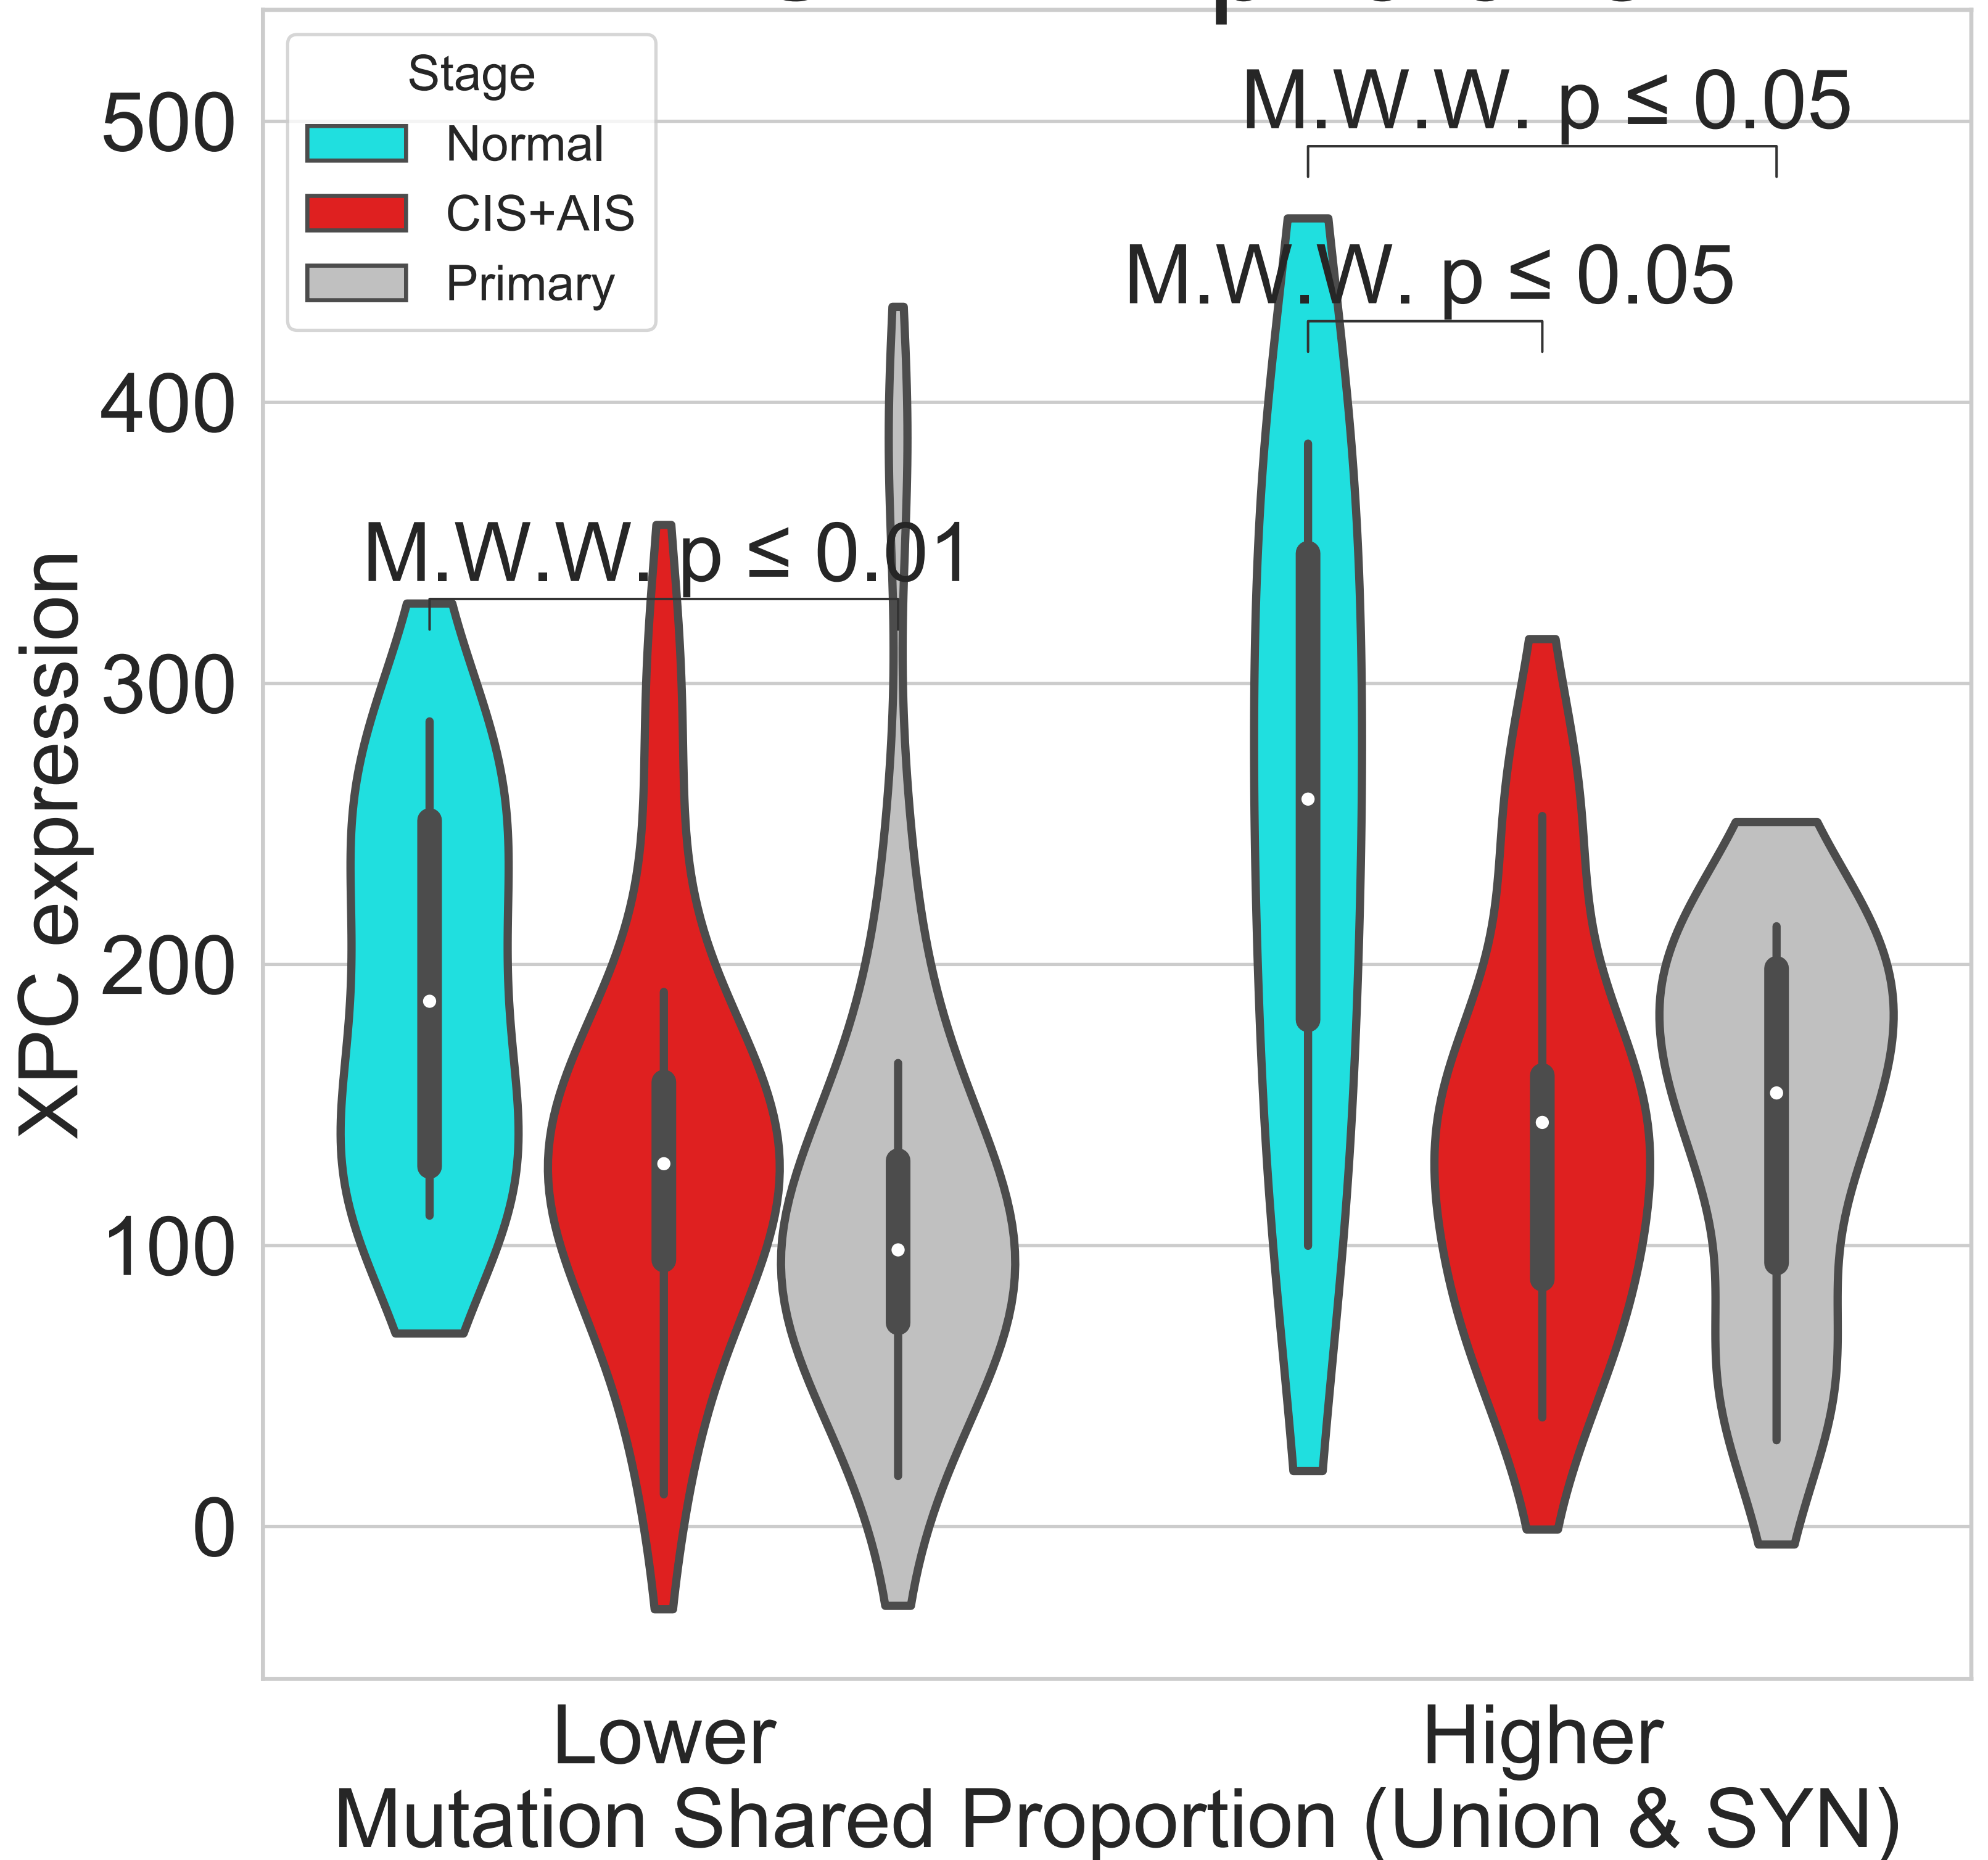 Stage
Normal
CIS+AIS
Primary
M.W.W. p ≤ 0.05
M.W.W. p ≤ 0.05
M.W.W. p ≤ 0.01
XPC expression
500
400
300
200
100
0
Lower
Higher
Mutation Shared Proportion (Union & SYN)